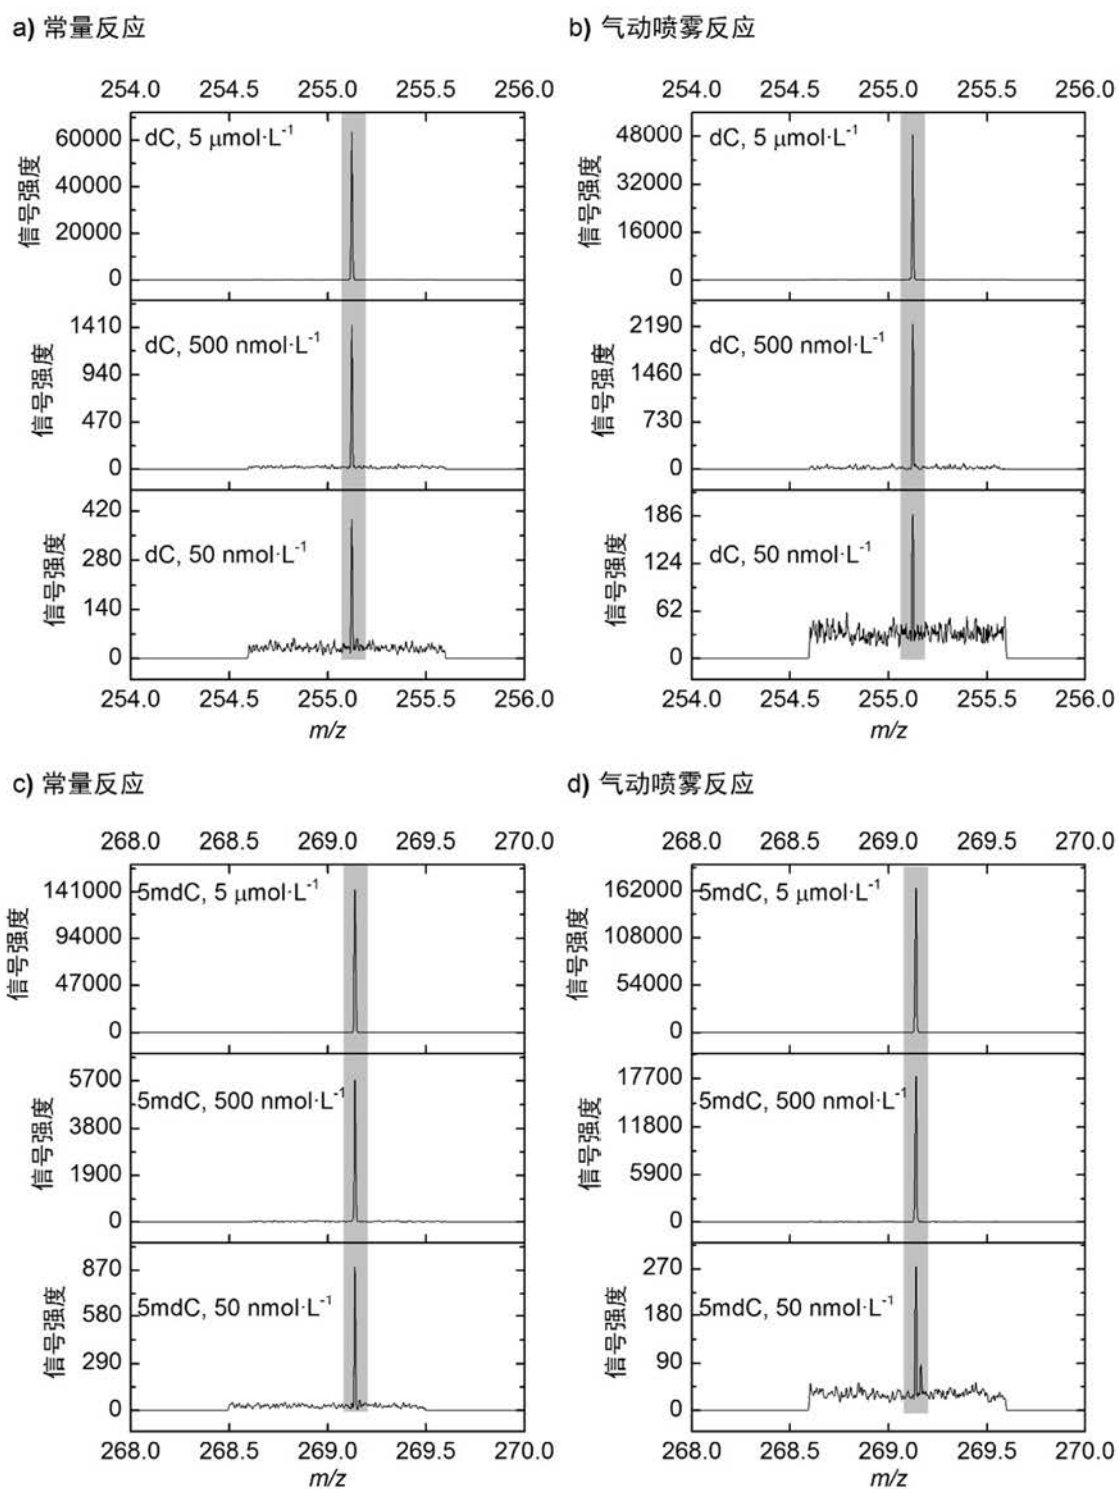 a) 常量反应
254.0 254.5 255.0 255.5 256.0
dC, 5 μmol·L⁻¹
60000
40000
20000
0
信号强度
dC, 500 nmol·L⁻¹
1410
940
470
0
信号强度
dC, 50 nmol·L⁻¹
420
280
140
0
信号强度
254.0 254.5 255.0 255.5 256.0
m/z
b) 气动喷雾反应
254.0 254.5 255.0 255.5 256.0
dC, 5 μmol·L⁻¹
48000
32000
16000
0
信号强度
dC, 500 nmol·L⁻¹
2190
1460
730
0
信号强度
dC, 50 nmol·L⁻¹
186
124
62
0
信号强度
254.0 254.5 255.0 255.5 256.0
m/z
c) 常量反应
268.0 268.5 269.0 269.5 270.0
5mdC, 5 μmol·L⁻¹
141000
94000
47000
0
信号强度
5mdC, 500 nmol·L⁻¹
5700
3800
1900
0
信号强度
5mdC, 50 nmol·L⁻¹
870
580
290
0
信号强度
268.0 268.5 269.0 269.5 270.0
m/z
d) 气动喷雾反应
268.0 268.5 269.0 269.5 270.0
5mdC, 5 μmol·L⁻¹
162000
108000
54000
0
信号强度
5mdC, 500 nmol·L⁻¹
17700
11800
5900
0
信号强度
5mdC, 50 nmol·L⁻¹
270
180
90
0
信号强度
268.0 268.5 269.0 269.5 270.0
m/z